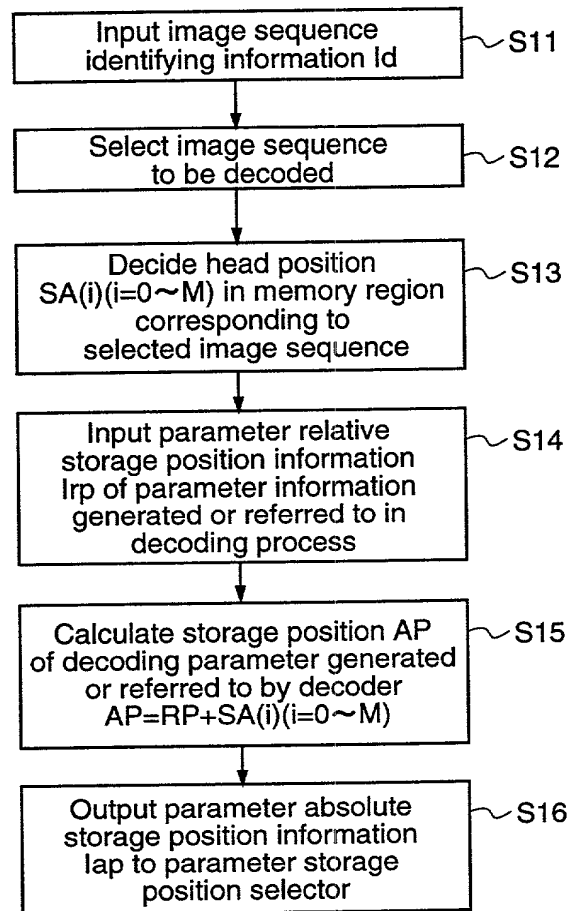 Input image sequence
identifying information Id
S11
Select image sequence
to be decoded
S12
Decide head position
SA(i)(i=0～M) in memory region
corresponding to
selected image sequence
S13
Input parameter relative
storage position information
Irp of parameter information
generated or referred to in
decoding process
S14
Calculate storage position AP
of decoding parameter generated
or referred to by decoder
AP=RP+SA(i)(i=0～M)
S15
Output parameter absolute
storage position information
Iap to parameter storage
position selector
S16